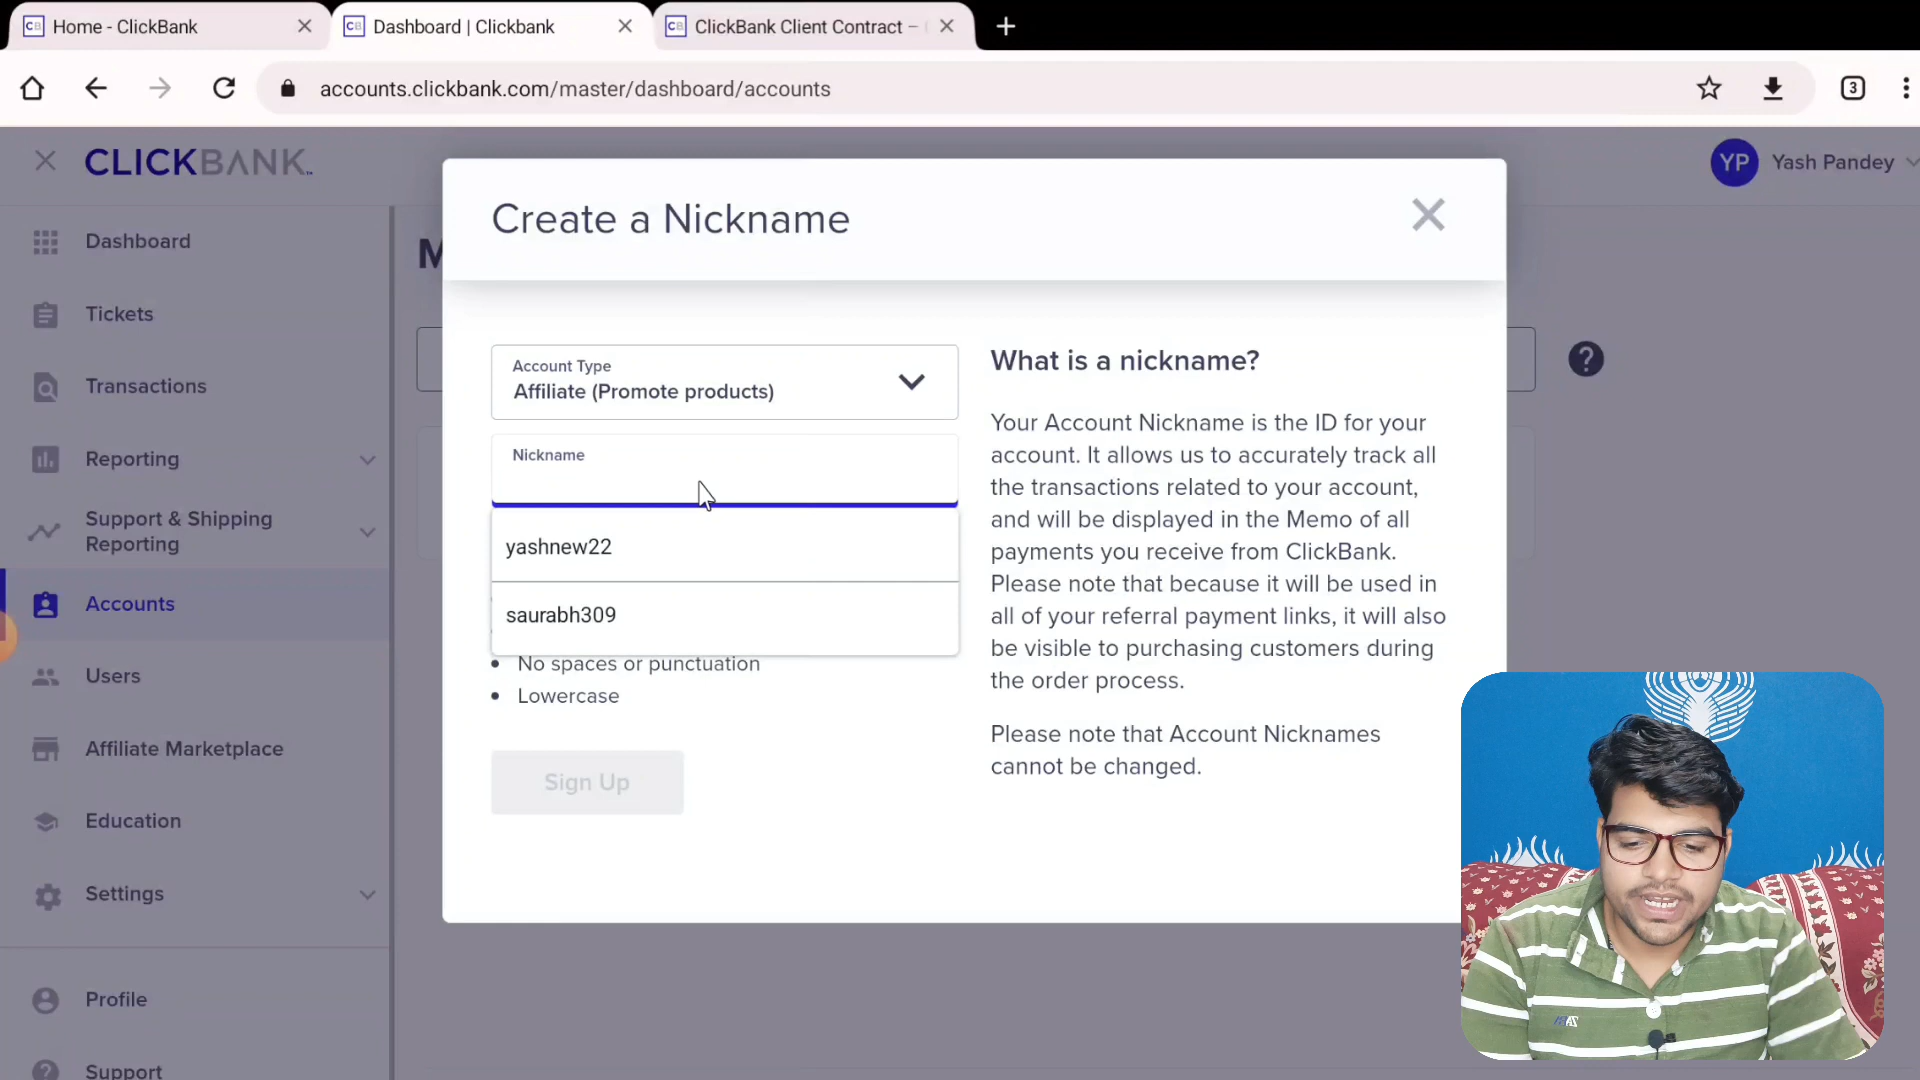 Home - ClickBank
Dashboard | Clickbank
ClickBank Client Contract –
accounts.clickbank.com/master/dashboard/accounts
3
CLICKBANK
YP
Yash Pandey
Dashboard
Tickets
Transactions
Reporting
Support & Shipping
Reporting
Accounts
Users
Affiliate Marketplace
Education
Settings
Profile
Support
M
Create a Nickname
Account Type
Affiliate (Promote products)
Nickname
yashnew22
saurabh309
• No spaces or punctuation
• Lowercase
Sign Up
What is a nickname?
Your Account Nickname is the ID for your
account. It allows us to accurately track all
the transactions related to your account,
and will be displayed in the Memo of all
payments you receive from ClickBank.
Please note that because it will be used in
all of your referral payment links, it will also
be visible to purchasing customers during
the order process.
Please note that Account Nicknames
cannot be changed.